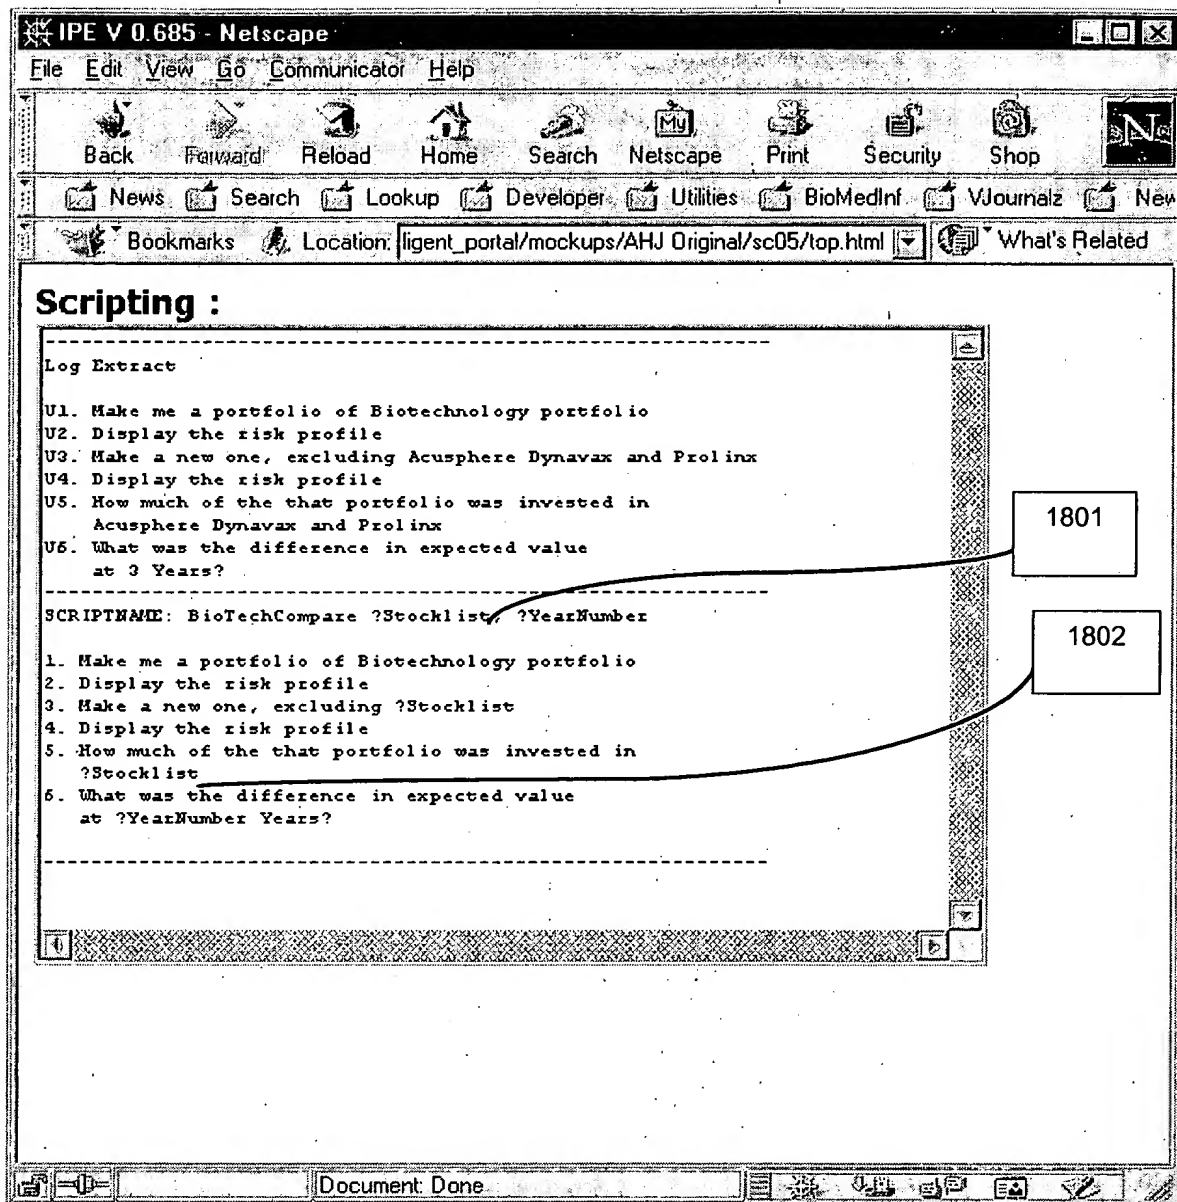 IPE V 0.685 - Netscape
File Edit View Go Communicator Help
Back Forward Reload Home Search Netscape Print Security Shop
N
News Search Lookup Developer Utilities BioMedInf VJournalz New
Bookmarks Location: ligent_portal/mockups/AHJ Original/sc05/top.html What's Related
Scripting :
------------------------------------------------------------
Log Extract
U1. Make me a portfolio of Biotechnology portfolio
U2. Display the risk profile
U3. Make a new one, excluding Acusphere Dynavax and Prolinx
U4. Display the risk profile
U5. How much of the that portfolio was invested in
Acusphere Dynavax and Prolinx
U6. What was the difference in expected value
at 3 Years?
------------------------------------------------------------
SCRIPTNAME: BioTechCompare ?Stocklist, ?YearNumber
1. Make me a portfolio of Biotechnology portfolio
2. Display the risk profile
3. Make a new one, excluding ?Stocklist
4. Display the risk profile
5. How much of the that portfolio was invested in
?Stocklist
6. What was the difference in expected value
at ?YearNumber Years?
------------------------------------------------------------
1801
1802
Document: Done